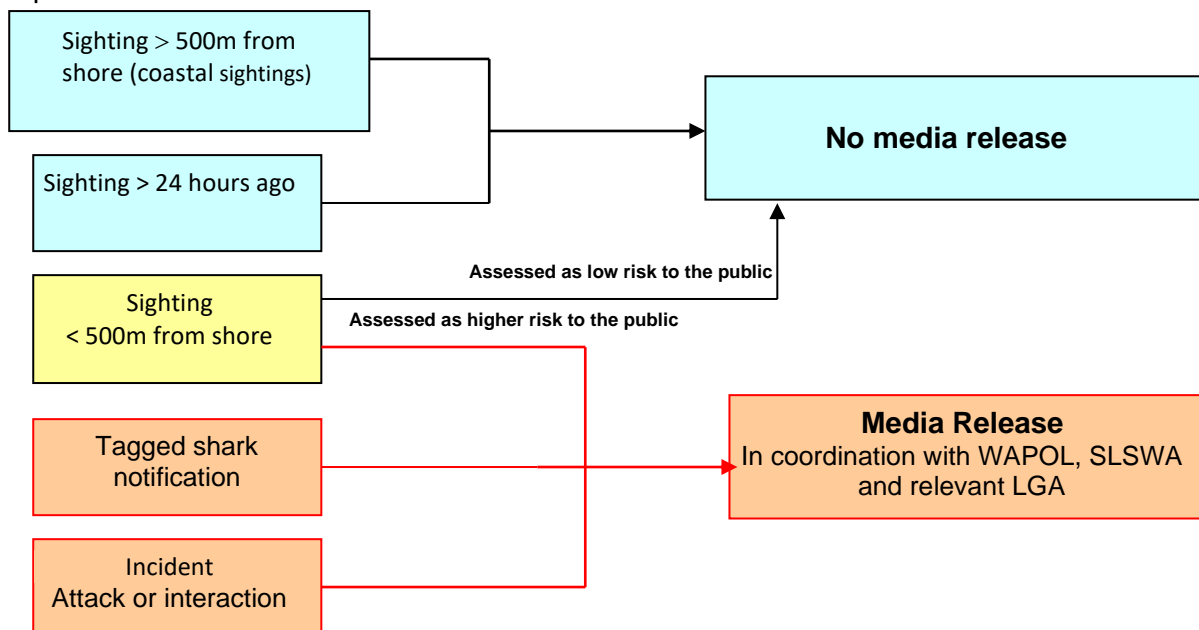 Sighting > 500m from
shore (coastal sightings)
No media release
Sighting > 24 hours ago
Assessed as low risk to the public
Sighting
< 500m from shore
Assessed as higher risk to the public
Tagged shark
notification
Media Release
In coordination with WAPOL, SLSWA
and relevant LGA
Incident
Attack or interaction